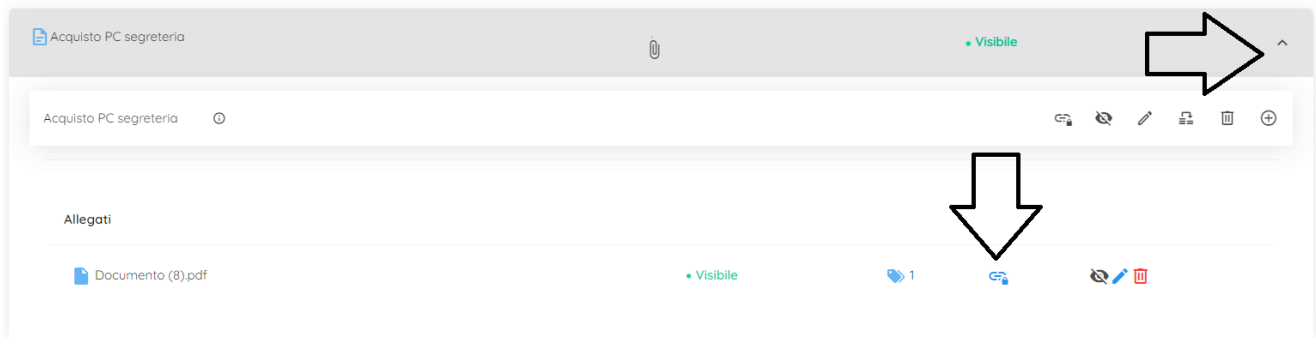 Acquisto PC segreteria
• Visibile
Acquisto PC segreteria
Allegati
Documento (8).pdf
• Visibile
1